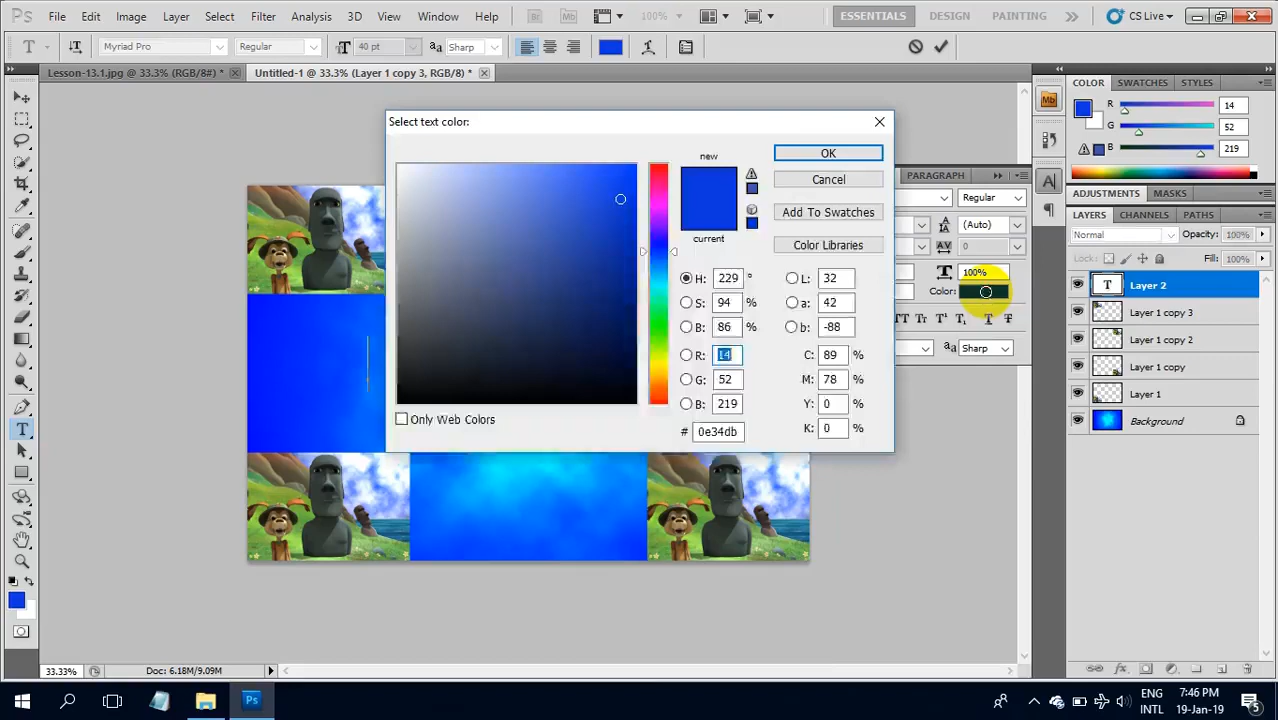 Ps File Edit Image Layer Select Filter Analysis 3D View Window Help Br Mb 100% ESSENTIALS DESIGN PAINTING CS Live
T Myriad Pro Regular 40 pt Sharp
Lesson-13.1.jpg @ 33.3% (RGB/8#) * Untitled-1 @ 33.3% (Layer 1 copy 3, RGB/8) *
COLOR SWATCHES STYLES
R 14
G 52
B 219
Select text color:
new
current
OK
Cancel
Add To Swatches
Color Libraries
H: 229 °
S: 94 %
B: 86 %
R: 14
G: 52
B: 219
# 0e34db
L: 32
a: 42
b: -88
C: 89 %
M: 78 %
Y: 0 %
K: 0 %
Only Web Colors
PARAGRAPH
Regular
(Auto)
0
100%
Color:
Sharp
ADJUSTMENTS MASKS
LAYERS CHANNELS PATHS
Normal Opacity: 100%
Lock: Fill: 100%
T Layer 2
Layer 1 copy 3
Layer 1 copy 2
Layer 1 copy
Layer 1
Background
33.33% Doc: 6.18M/9.09M
Ps
ENG
INTL
7:46 PM
19-Jan-19
5